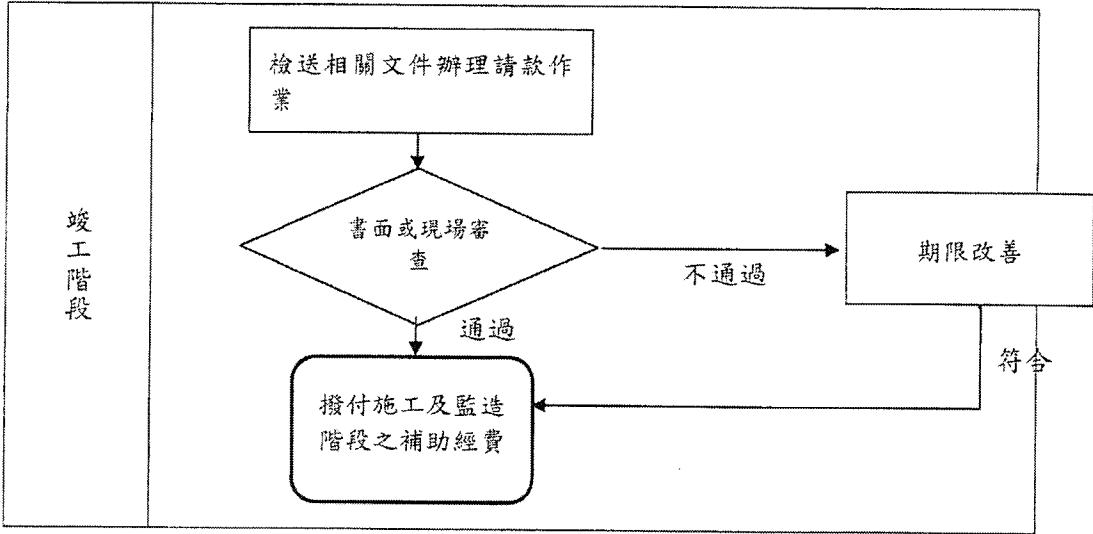 竣工階段
檢送相關文件辦理請款作
業
書面或現場審
查
不通過
期限改善
通過
符合
撥付施工及監造
階段之補助經費